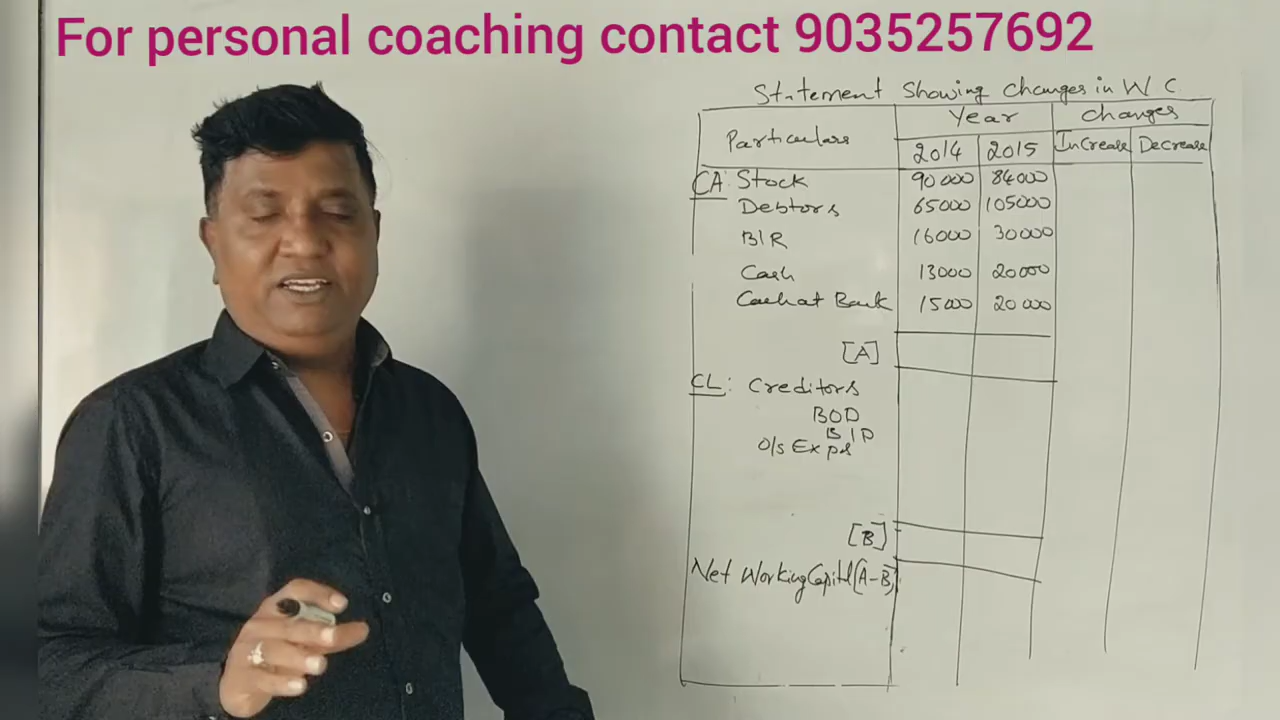 For personal coaching contact 9035257692
Statement Showing Changes in W C
Particulars Year Changes
2014 2015 Increase Decrease
CA: Stock 90000 84000
Debtors 65000 105000
B/R 16000 30000
Cash 13000 20000
Cash at Bank 15000 20000
[A]
CL: Creditors
BOD
B/P
O/s Exps
[B]
Net Working Capital [A-B]